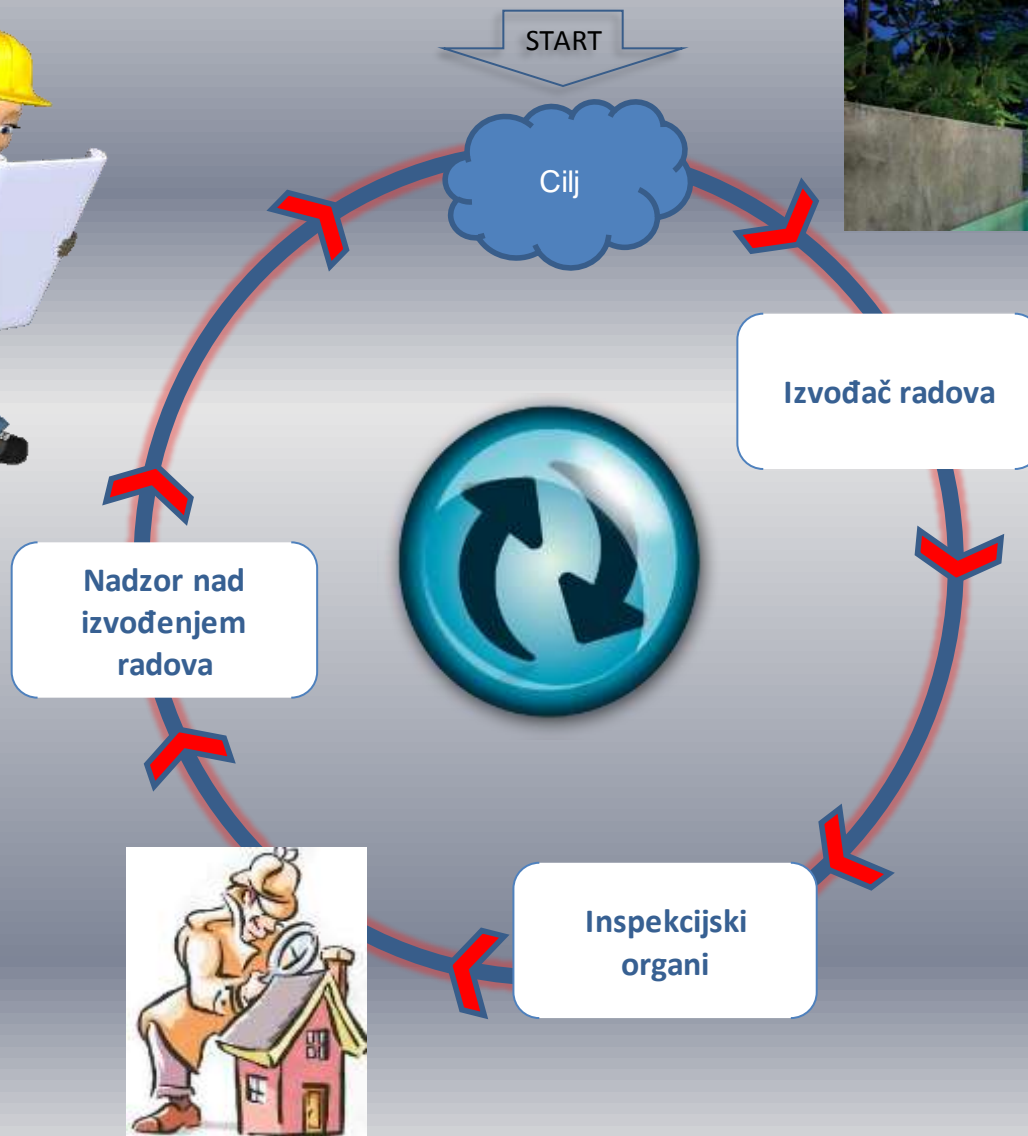 START
Cilj
Izvođač radova
Nadzor nad
izvođenjem
radova
Inspekcijski
organi